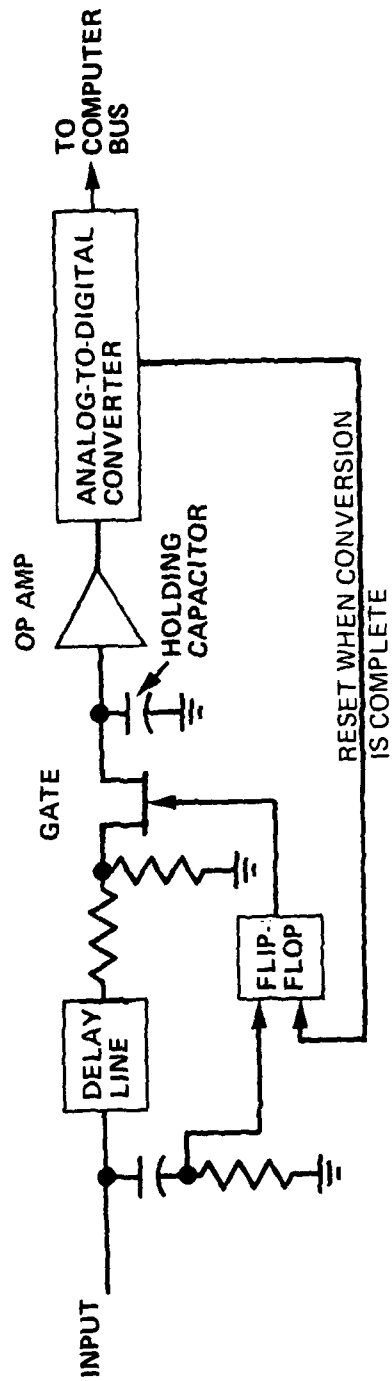 INPUT
DELAY
LINE
GATE
FLIP-
FLOP
OP AMP
HOLDING
CAPACITOR
ANALOG-TO-DIGITAL
CONVERTER
TO
COMPUTER
BUS
RESET WHEN CONVERSION
IS COMPLETE